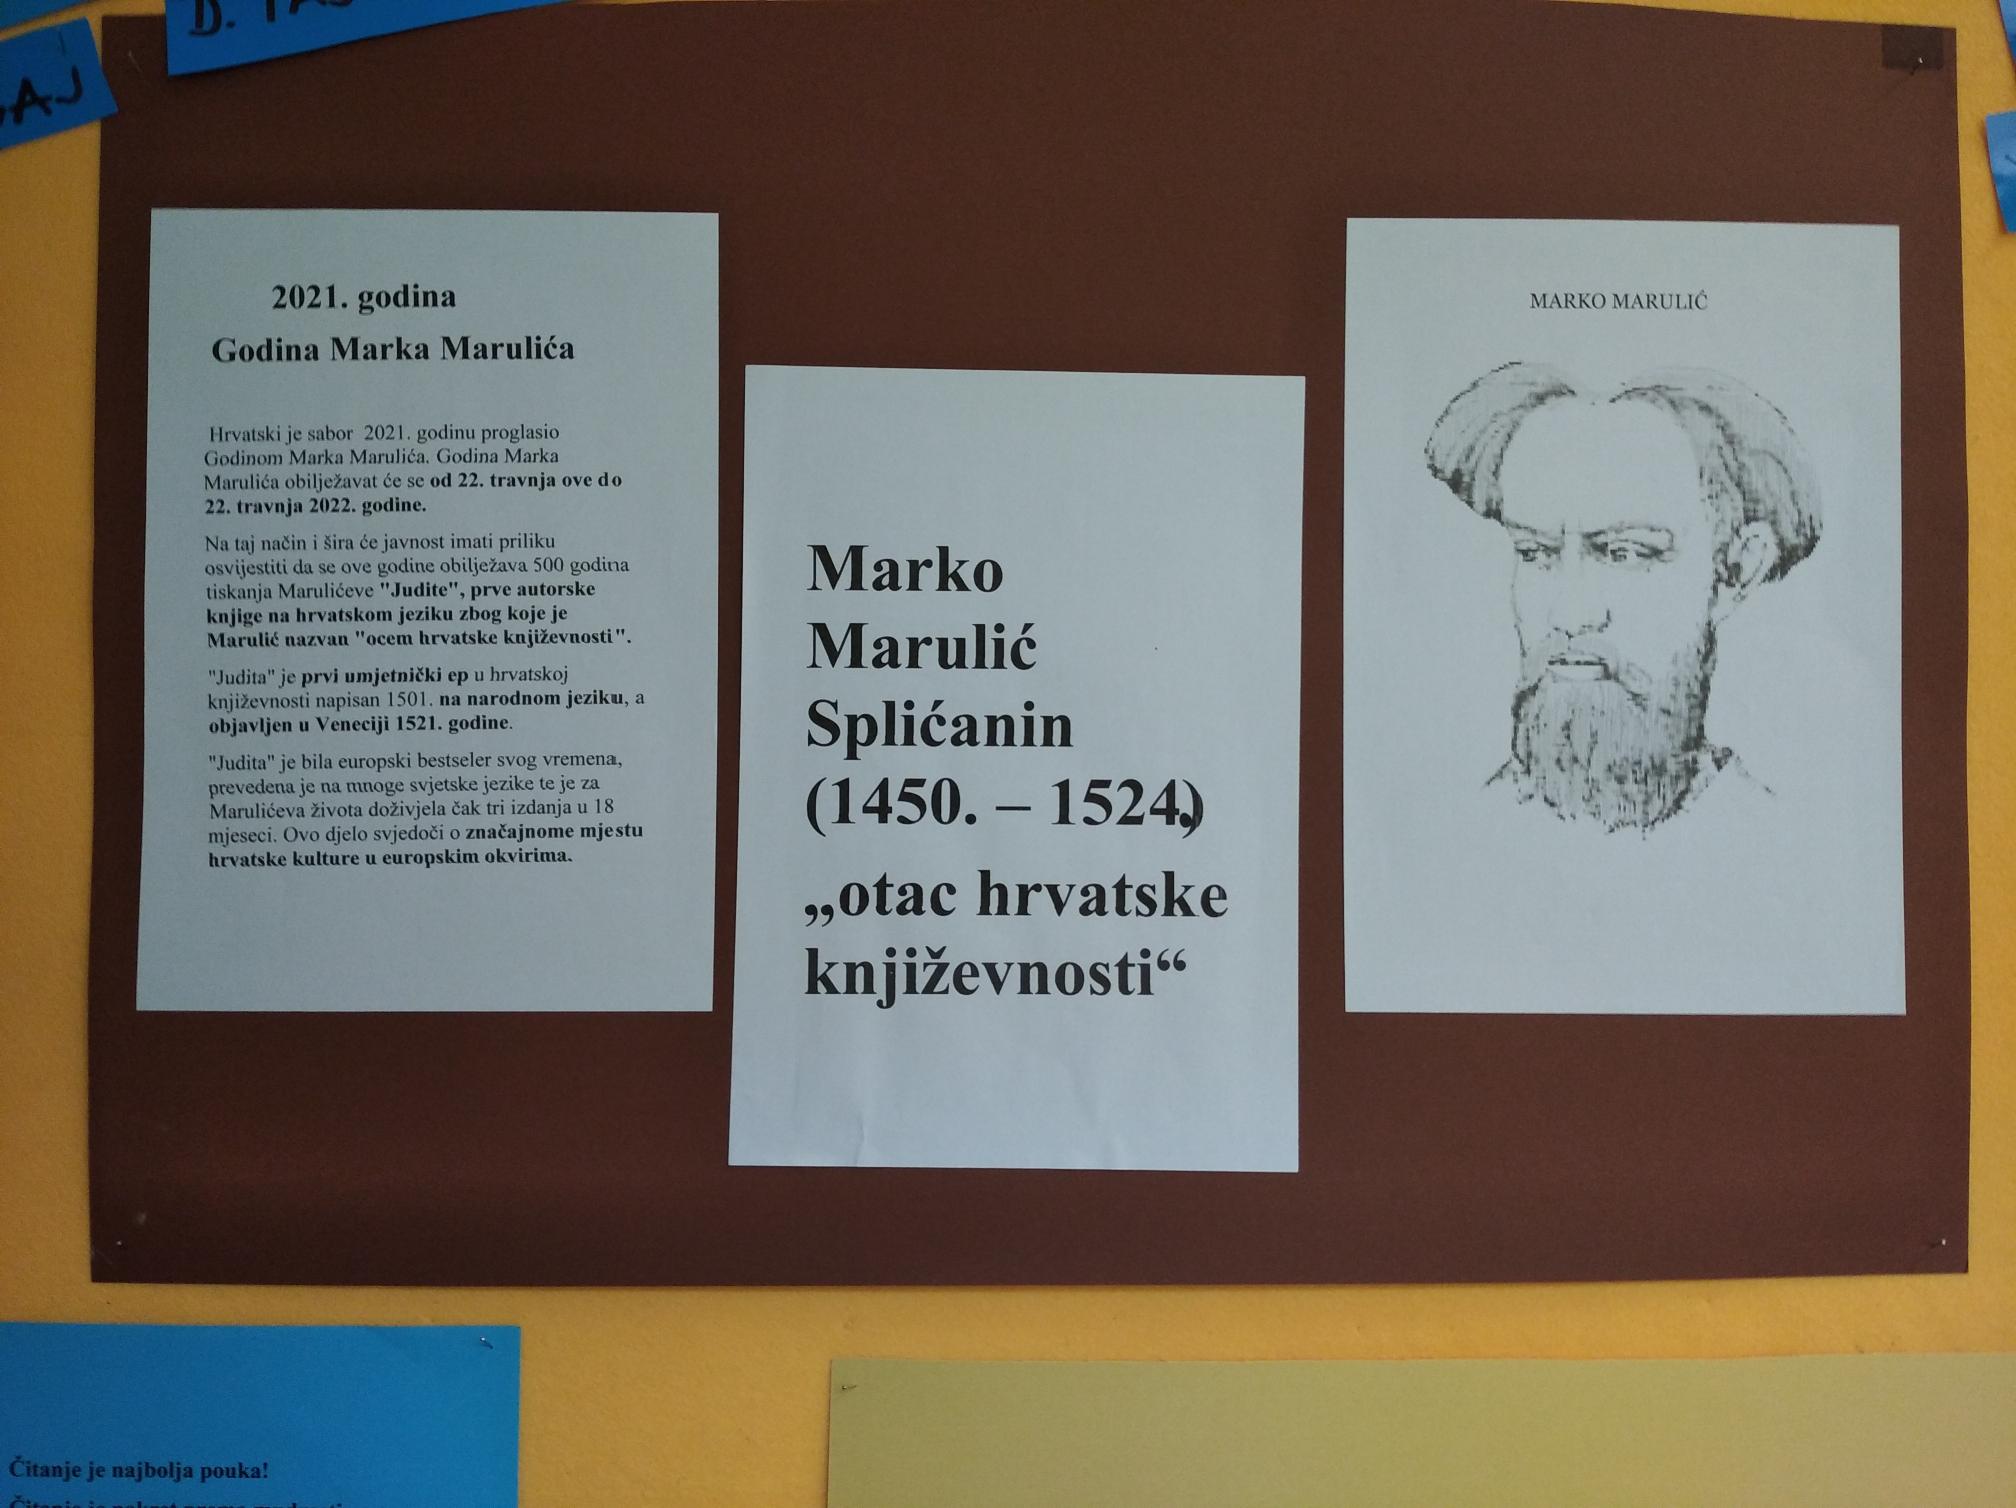 AJ
D.
2021. godina
Godina Marka Marulića
Hrvatski je sabor 2021. godinu proglasio
Godinom Marka Marulića. Godina Marka
Marulića obilježavat će se od 22. travnja ove do
22. travnja 2022. godine.
Na taj način i šira će javnost imati priliku
osvijestiti da se ove godine obilježava 500 godina
tiskanja Marulićeve "Judite", prve autorske
knjige na hrvatskom jeziku zbog koje je
Marulić nazvan "ocem hrvatske književnosti".
"Judita" je prvi umjetnički ep u hrvatskoj
književnosti napisan 1501. na narodnom jeziku, a
objavljen u Veneciji 1521. godine.
"Judita" je bila europski bestseler svog vremena,
prevedena je na mnoge svjetske jezike te je za
Marulićeva života doživjela čak tri izdanja u 18
mjeseci. Ovo djelo svjedoči o značajnome mjestu
hrvatske kulture u europskim okvirima.
Marko
Marulić
Splićanin
(1450. – 1524.)
„otac hrvatske
književnosti“
MARKO MARULIĆ
Čitanje je najbolja pouka!